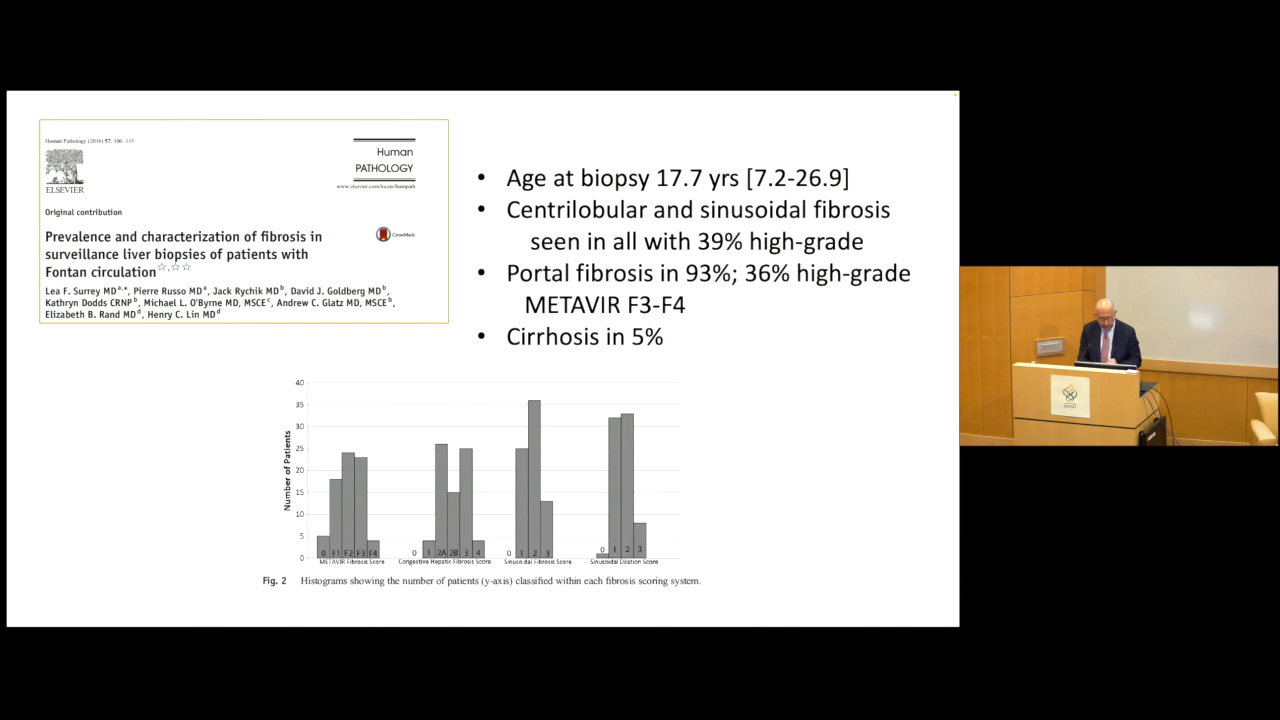 Human Pathology (2016) 57, 106–115
ELSEVIER
Human
PATHOLOGY
www.elsevier.com/locate/humpath
Original contribution
Prevalence and characterization of fibrosis in
surveillance liver biopsies of patients with
Fontan circulation☆,☆☆
CrossMark
Lea F. Surrey MD a,*, Pierre Russo MD a, Jack Rychik MD b, David J. Goldberg MD b,
Kathryn Dodds CRNP b, Michael L. O'Byrne MD, MSCE c, Andrew C. Glatz MD, MSCE b,
Elizabeth B. Rand MD d, Henry C. Lin MD d
• Age at biopsy 17.7 yrs [7.2-26.9]
• Centrilobular and sinusoidal fibrosis
seen in all with 39% high-grade
• Portal fibrosis in 93%; 36% high-grade
METAVIR F3-F4
• Cirrhosis in 5%
Number of Patients
40
35
30
25
20
15
10
5
0
0 F1 F2 F3 F4
METAVIR Fibrosis Score
0 1 2A 2B 3 4
Congestive Hepatic Fibrosis Score
0 1 2 3
Sinusoidal Fibrosis Score
0 1 2 3
Sinusoidal Dilation Score
Fig. 2 Histograms showing the number of patients (y-axis) classified within each fibrosis scoring system.